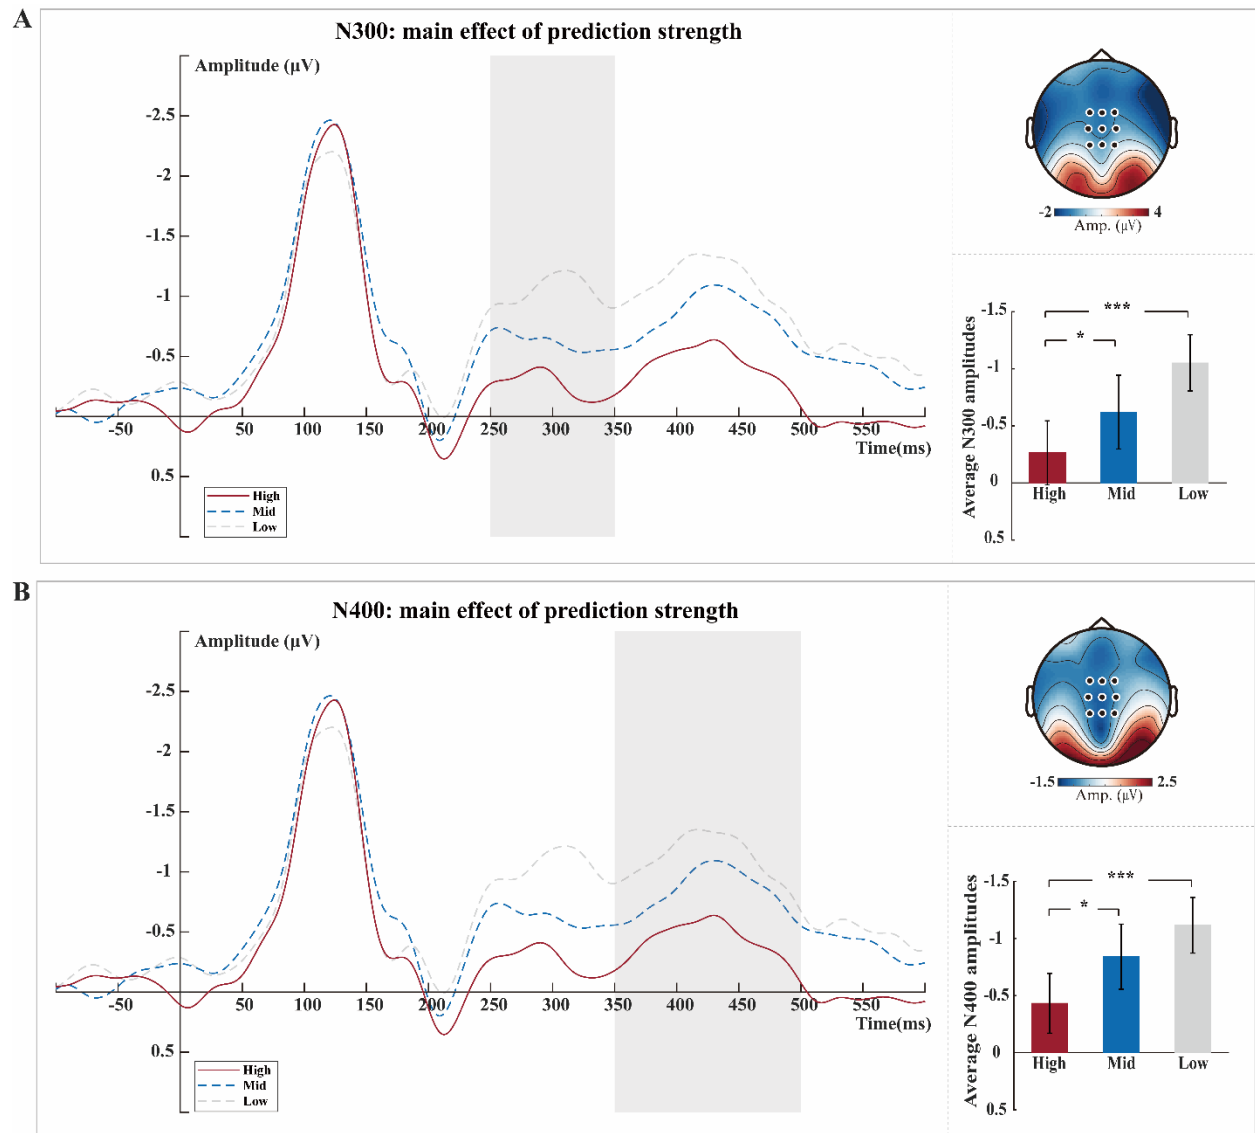 A
N300: main effect of prediction strength
Amplitude (μV)
-2.5
-2
-1.5
-1
-0.5
0.5
-50
50
100
150
200
250
300
350
400
450
500
550
Time(ms)
High
Mid
Low
-2
4
Amp. (μV)
Average N300 amplitudes
-1.5
-1
-0.5
0
0.5
***
*
High
Mid
Low
B
N400: main effect of prediction strength
Amplitude (μV)
-2.5
-2
-1.5
-1
-0.5
0.5
-50
50
100
150
200
250
300
350
400
450
500
550
Time(ms)
High
Mid
Low
-1.5
2.5
Amp. (μV)
Average N400 amplitudes
-1.5
-1
-0.5
0
0.5
***
*
High
Mid
Low